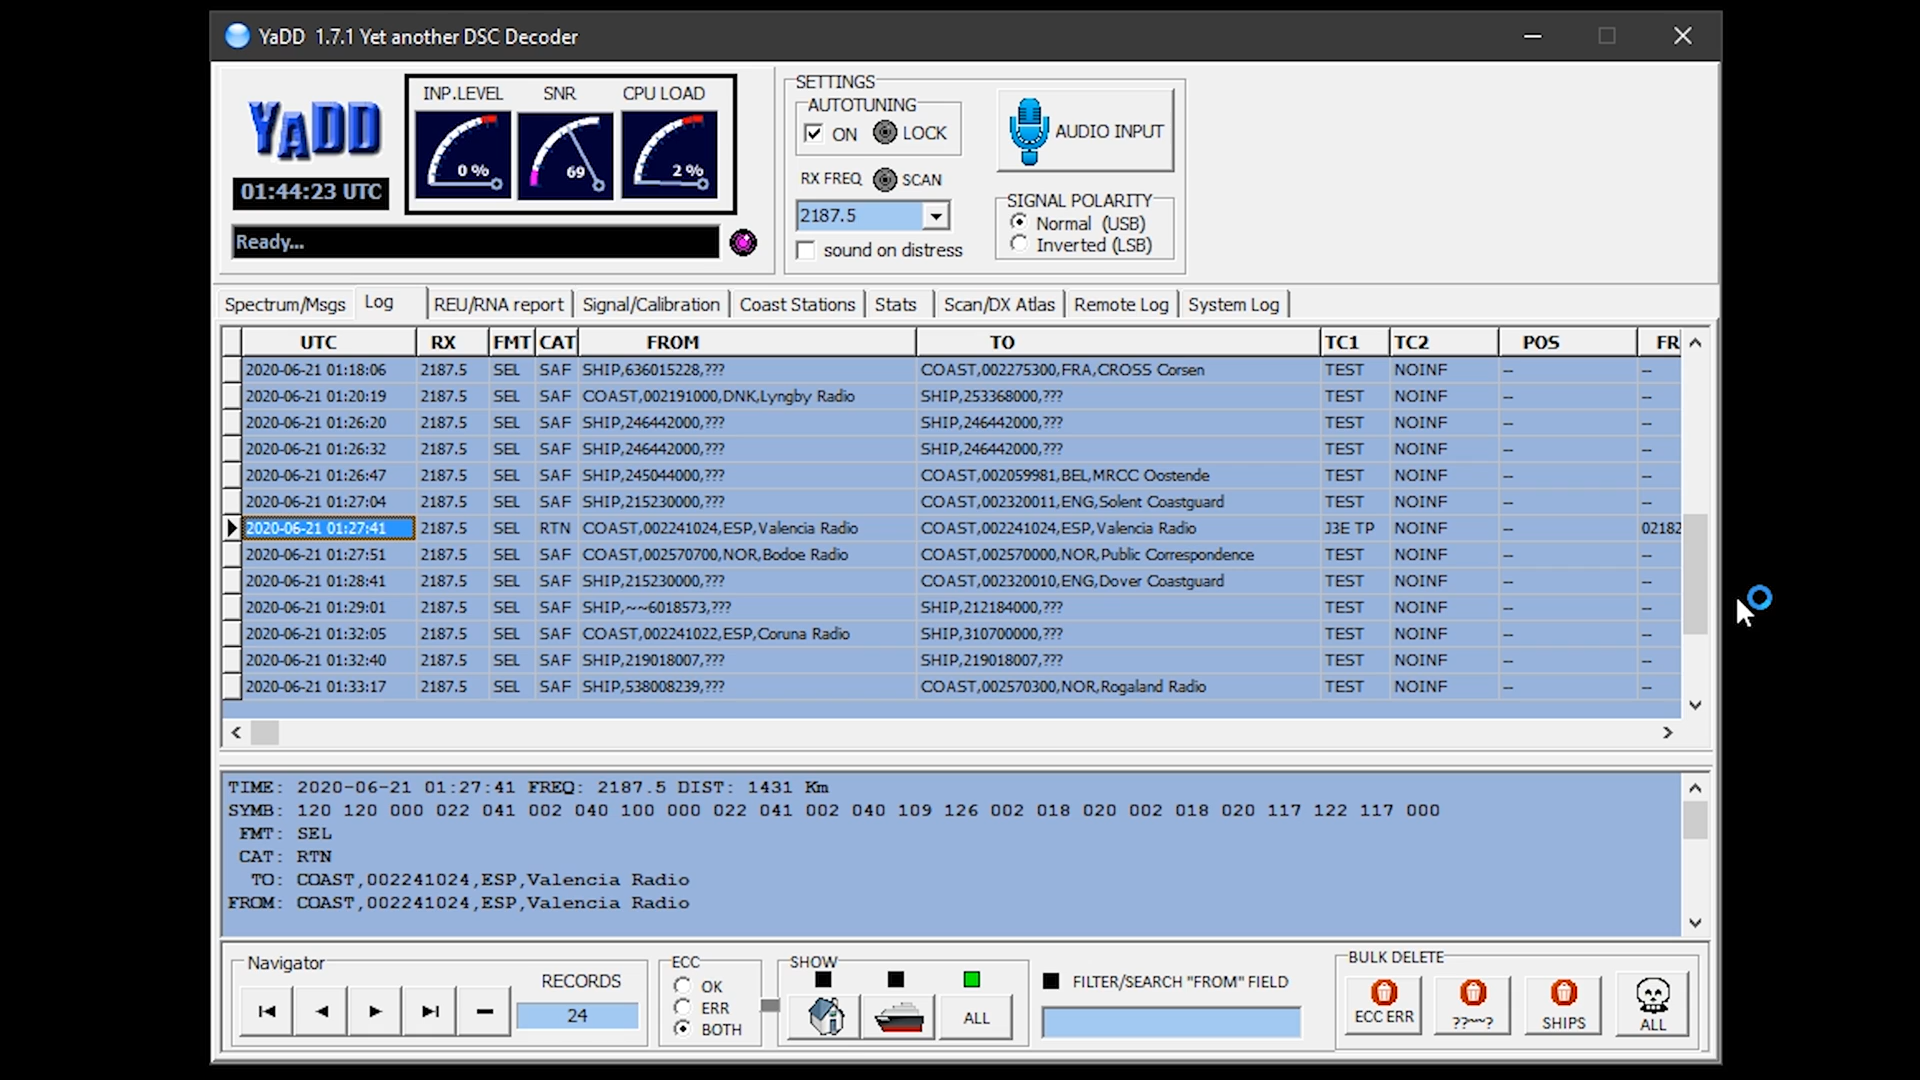 YaDD 1.7.1 Yet another DSC Decoder
YaDD
01:44:23 UTC
INP.LEVEL SNR CPU LOAD
0 % 69 2 %
Ready...
SETTINGS
AUTOTUNING
ON LOCK
RX FREQ SCAN
2187.5
sound on distress
AUDIO INPUT
SIGNAL POLARITY
Normal (USB)
Inverted (LSB)
Spectrum/Msgs Log REU/RNA report Signal/Calibration Coast Stations Stats Scan/DX Atlas Remote Log System Log
UTC RX FMT CAT FROM TO TC1 TC2 POS FR
2020-06-21 01:18:06 2187.5 SEL SAF SHIP,636015228,??? COAST,002275300,FRA,CROSS Corsen TEST NOINF -- --
2020-06-21 01:20:19 2187.5 SEL SAF COAST,002191000,DNK,Lyngby Radio SHIP,253368000,??? TEST NOINF -- --
2020-06-21 01:26:20 2187.5 SEL SAF SHIP,246442000,??? SHIP,246442000,??? TEST NOINF -- --
2020-06-21 01:26:32 2187.5 SEL SAF SHIP,246442000,??? SHIP,246442000,??? TEST NOINF -- --
2020-06-21 01:26:47 2187.5 SEL SAF SHIP,245044000,??? COAST,002059981,BEL,MRCC Oostende TEST NOINF -- --
2020-06-21 01:27:04 2187.5 SEL SAF SHIP,215230000,??? COAST,002320011,ENG,Solent Coastguard TEST NOINF -- --
2020-06-21 01:27:41 2187.5 SEL RTN COAST,002241024,ESP,Valencia Radio COAST,002241024,ESP,Valencia Radio J3E TP NOINF -- 02182
2020-06-21 01:27:51 2187.5 SEL SAF COAST,002570700,NOR,Bodoe Radio COAST,002570000,NOR,Public Correspondence TEST NOINF -- --
2020-06-21 01:28:41 2187.5 SEL SAF SHIP,215230000,??? COAST,002320010,ENG,Dover Coastguard TEST NOINF -- --
2020-06-21 01:29:01 2187.5 SEL SAF SHIP,~~6018573,??? SHIP,212184000,??? TEST NOINF -- --
2020-06-21 01:32:05 2187.5 SEL SAF COAST,002241022,ESP,Coruna Radio SHIP,310700000,??? TEST NOINF -- --
2020-06-21 01:32:40 2187.5 SEL SAF SHIP,219018007,??? SHIP,219018007,??? TEST NOINF -- --
2020-06-21 01:33:17 2187.5 SEL SAF SHIP,538008239,??? COAST,002570300,NOR,Rogaland Radio TEST NOINF -- --
TIME: 2020-06-21 01:27:41 FREQ: 2187.5 DIST: 1431 Km
SYMB: 120 120 000 022 041 002 040 100 000 022 041 002 040 109 126 002 018 020 002 018 020 117 122 117 000
FMT: SEL
CAT: RTN
TO: COAST,002241024,ESP,Valencia Radio
FROM: COAST,002241024,ESP,Valencia Radio
Navigator
RECORDS
24
ECC
OK
ERR
BOTH
SHOW
ALL
FILTER/SEARCH "FROM" FIELD
BULK DELETE
ECC ERR
??~~?
SHIPS
ALL